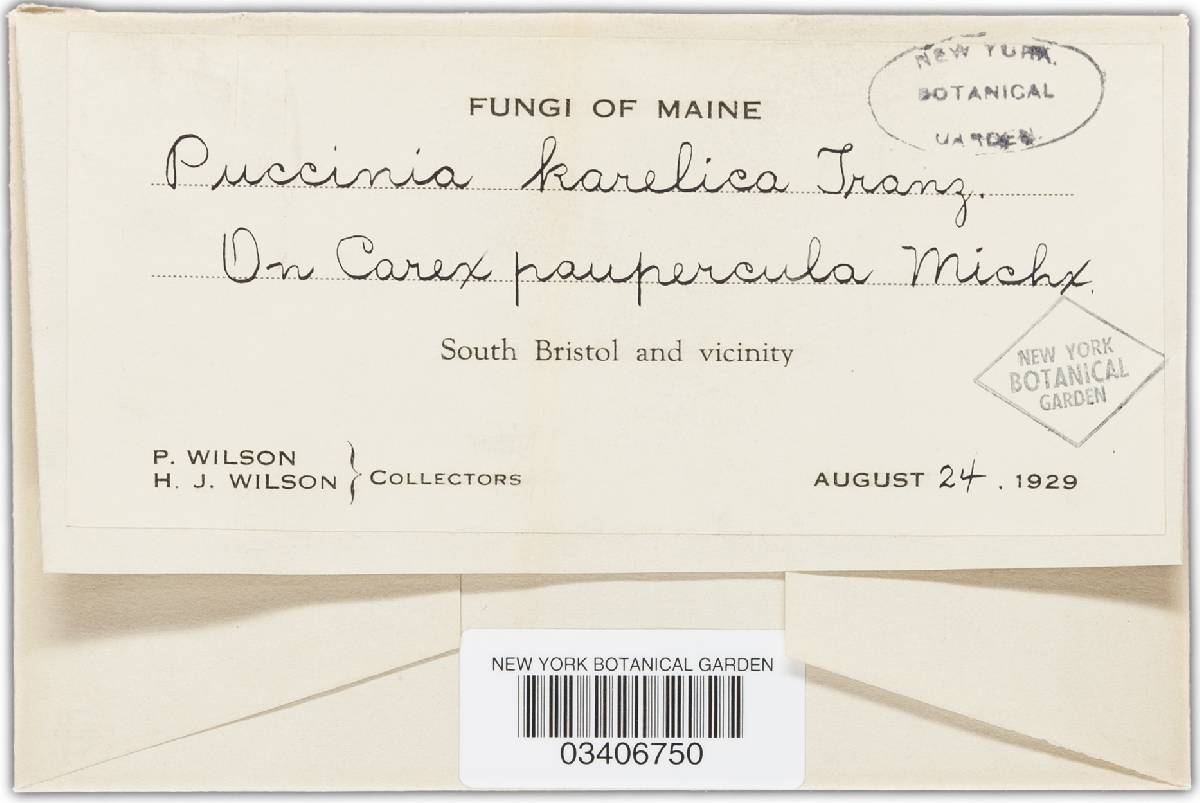 FUNGI OF MAINE
NEW YORK
BOTANICAL
GARDEN
Puccinia karelica Tranz.
On Carex paupercula Michx.
South Bristol and vicinity
NEW YORK
BOTANICAL
GARDEN
P. WILSON
H. J. WILSON } COLLECTORS
AUGUST 24, 1929
NEW YORK BOTANICAL GARDEN
03406750